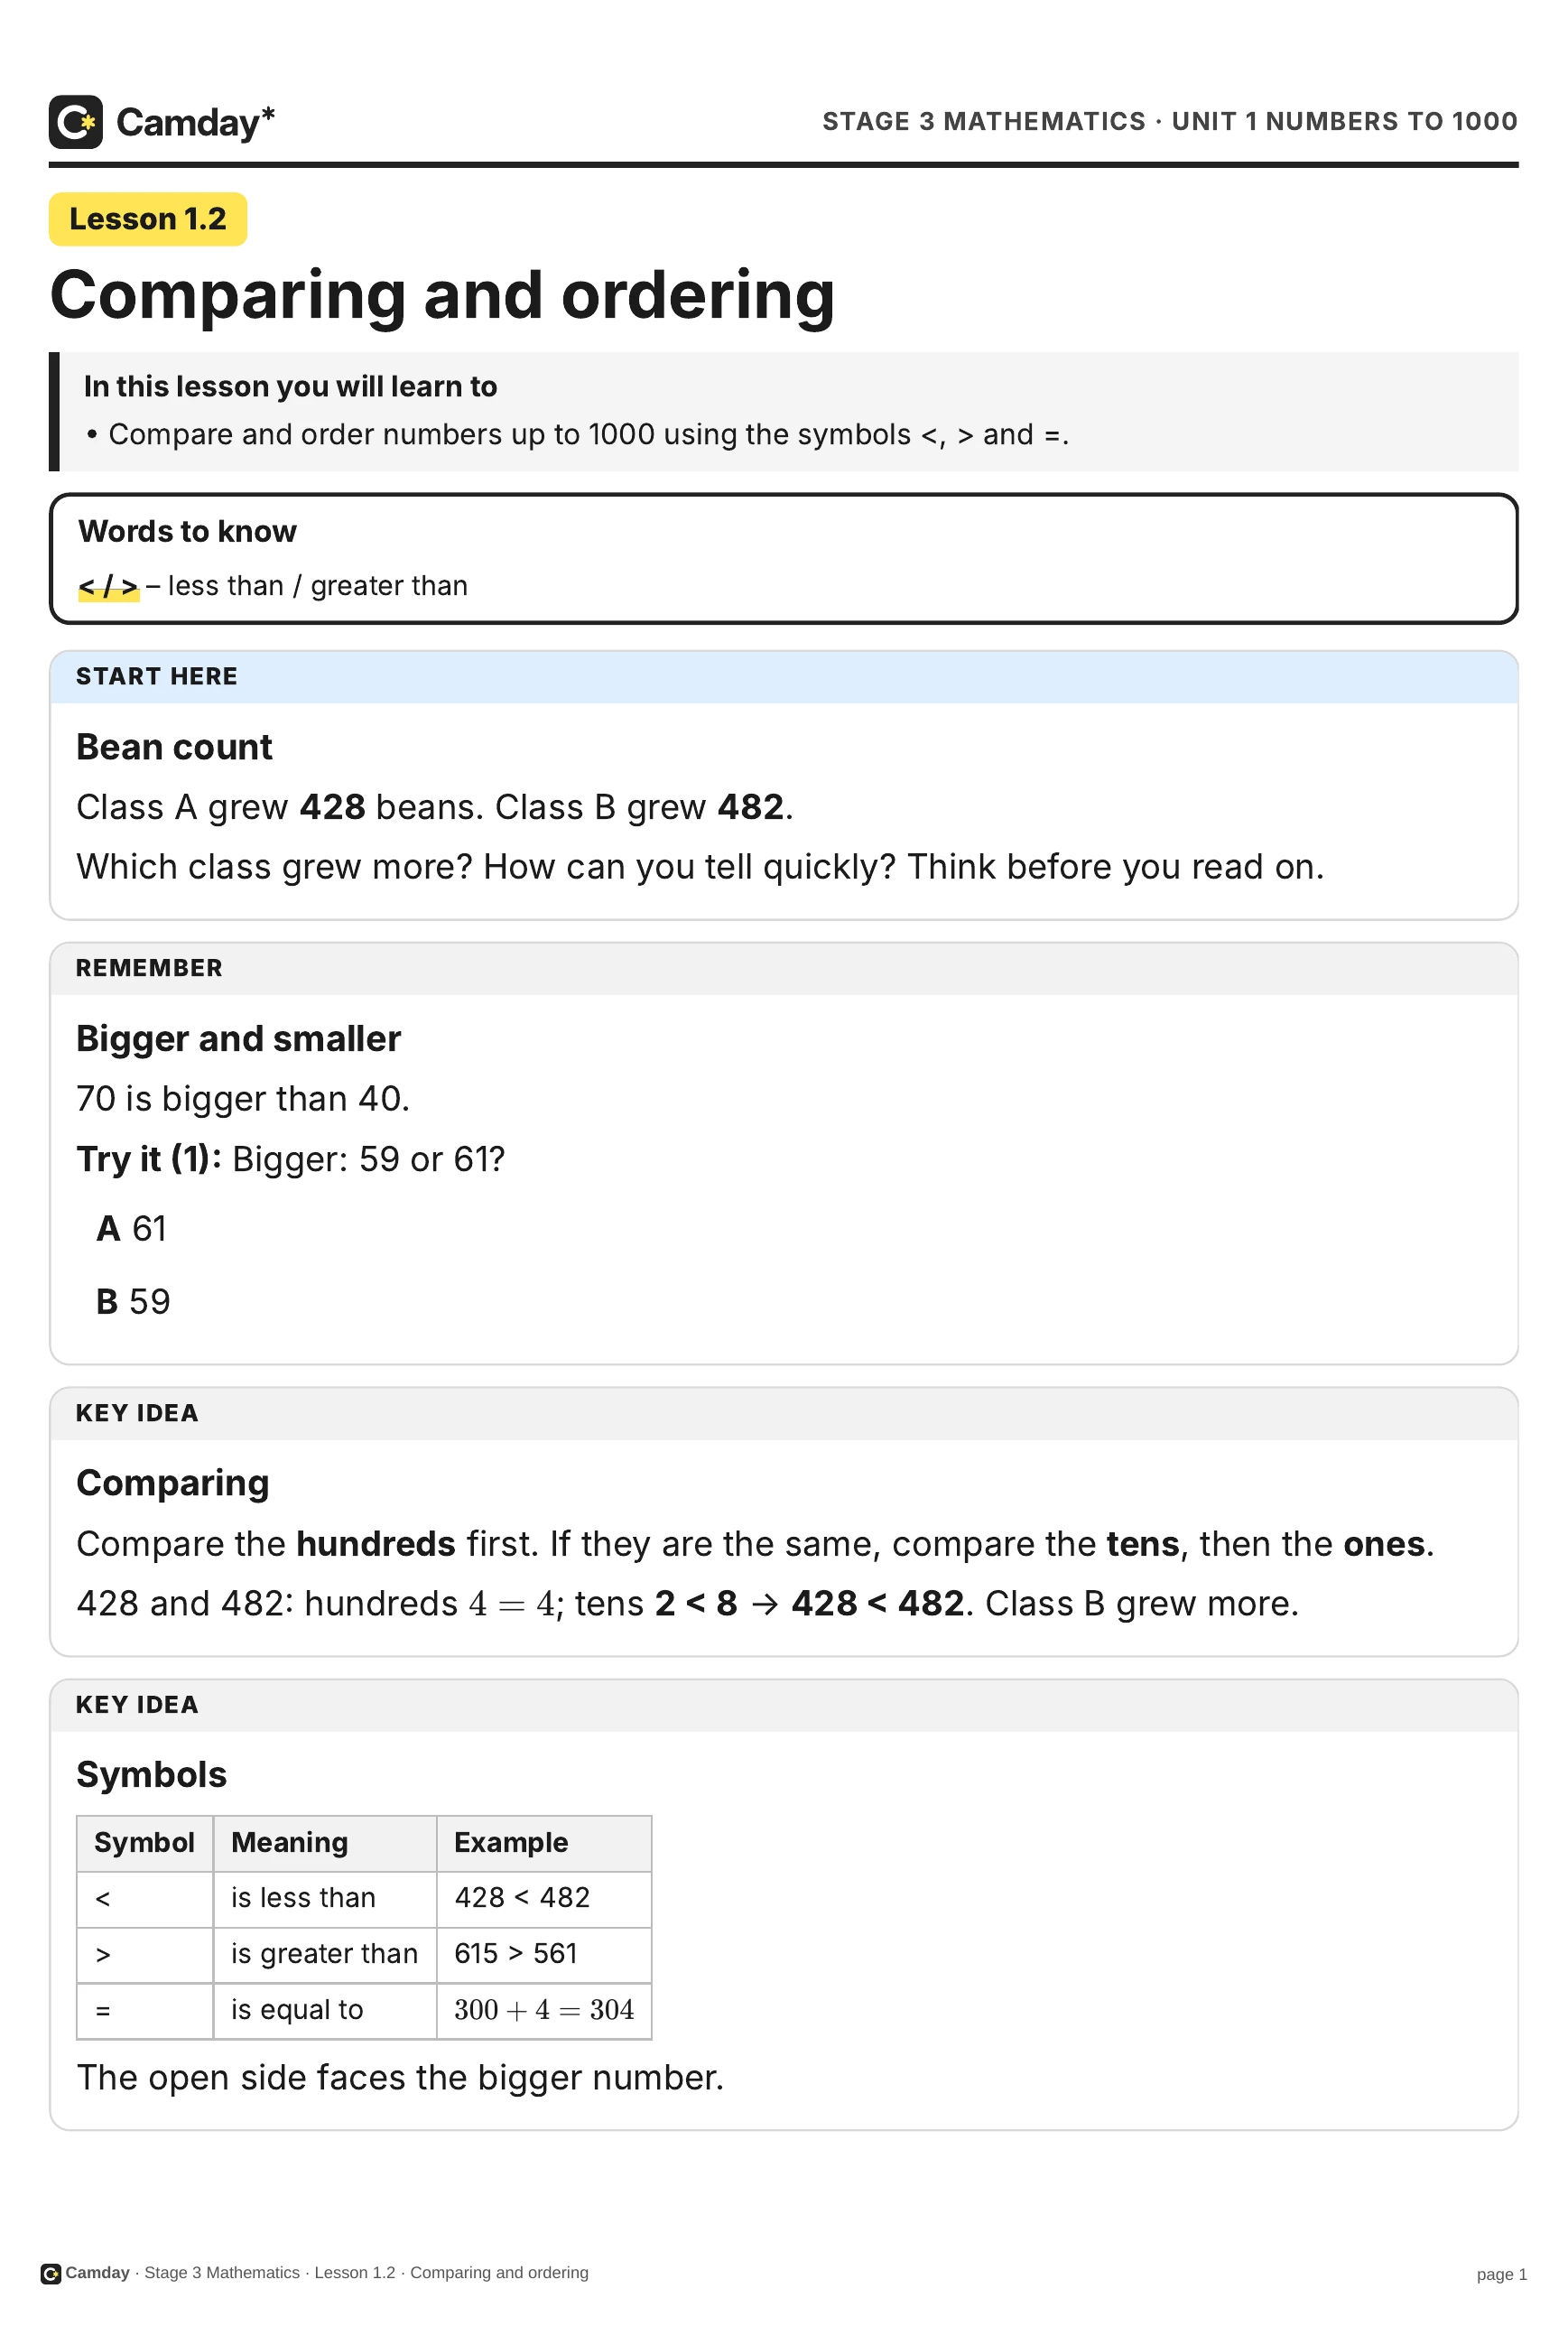 Camday*
STAGE 3 MATHEMATICS · UNIT 1 NUMBERS TO 1000
Lesson 1.2
Comparing and ordering
In this lesson you will learn to
• Compare and order numbers up to 1000 using the symbols <, > and =.
Words to know
< / > – less than / greater than
START HERE
Bean count
Class A grew 428 beans. Class B grew 482.
Which class grew more? How can you tell quickly? Think before you read on.
REMEMBER
Bigger and smaller
70 is bigger than 40.
Try it (1): Bigger: 59 or 61?
A 61
B 59
KEY IDEA
Comparing
Compare the hundreds first. If they are the same, compare the tens, then the ones.
428 and 482: hundreds 4 = 4; tens 2 < 8 → 428 < 482. Class B grew more.
KEY IDEA
Symbols
Symbol Meaning Example
< is less than 428 < 482
> is greater than 615 > 561
= is equal to 300 + 4 = 304
The open side faces the bigger number.
Camday · Stage 3 Mathematics · Lesson 1.2 · Comparing and ordering
page 1